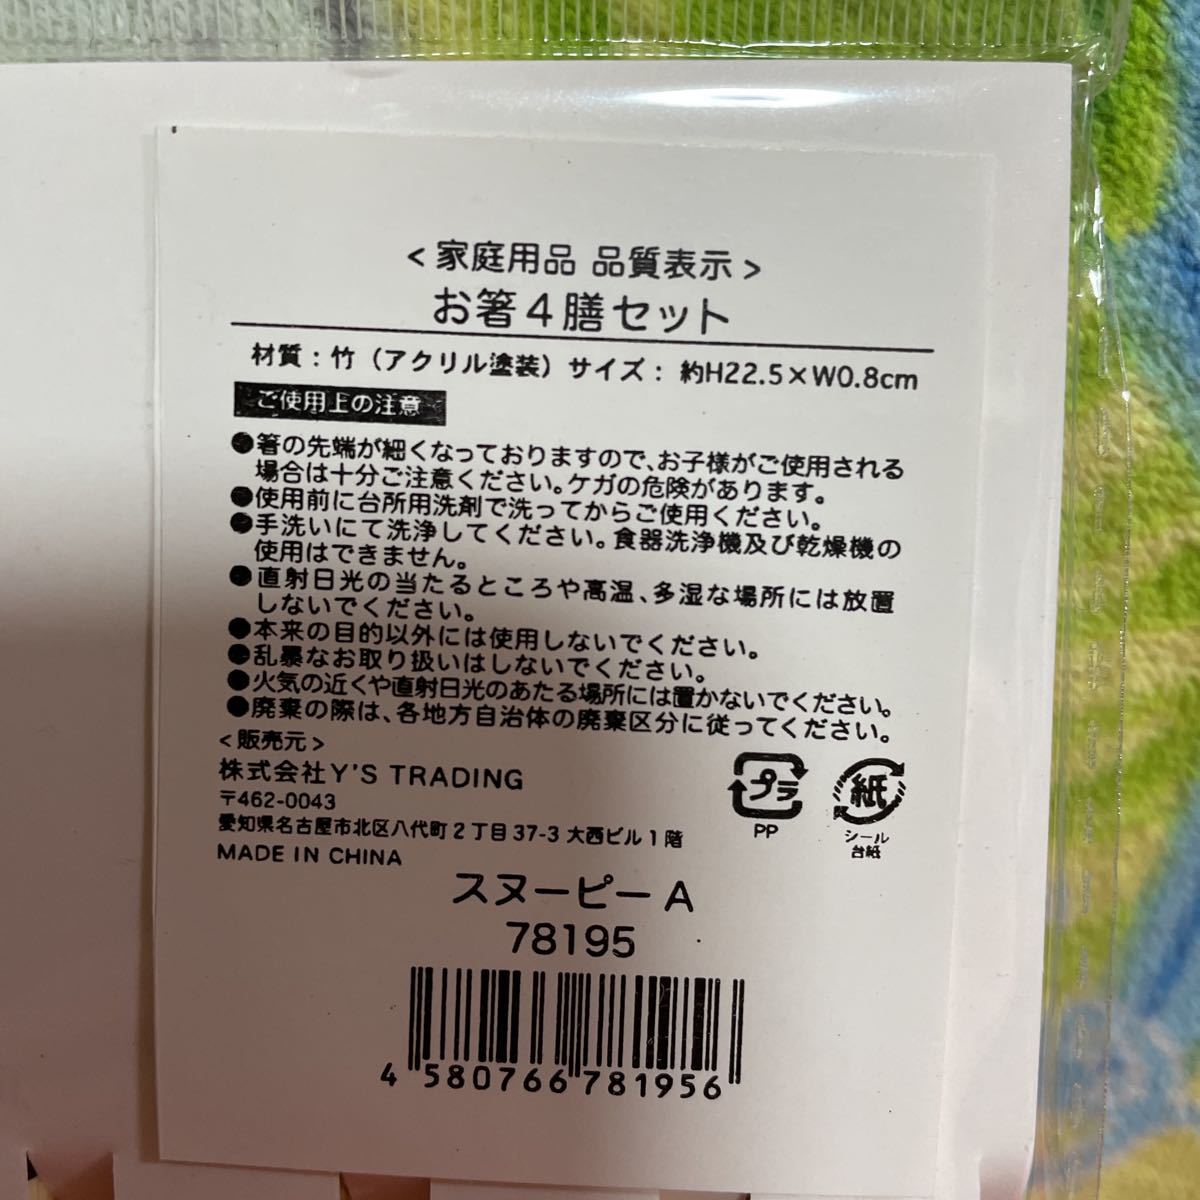 <家庭用品 品質表示>
お箸4膳セット
材質：竹（アクリル塗装）サイズ：約H22.5×W0.8cm
ご使用上の注意
●箸の先端が細くなっておりますので、お子様がご使用される
場合は十分ご注意ください。ケガの危険があります。
●使用前に台所用洗剤で洗ってからご使用ください。
●手洗いにて洗浄してください。食器洗浄機及び乾燥機の
使用はできません。
●直射日光の当たるところや高温、多湿な場所には放置
しないでください。
●本来の目的以外には使用しないでください。
●乱暴なお取り扱いはしないでください。
●火気の近くや直射日光のあたる場所には置かないでください。
●廃棄の際は、各地方自治体の廃棄区分に従ってください。
<販売元>
株式会社Y'S TRADING
〒462-0043
愛知県名古屋市北区八代町2丁目37-3 大西ビル1階
MADE IN CHINA
プラ
PP
紙
シール
台紙
スヌーピー A
78195
4 580766 781956